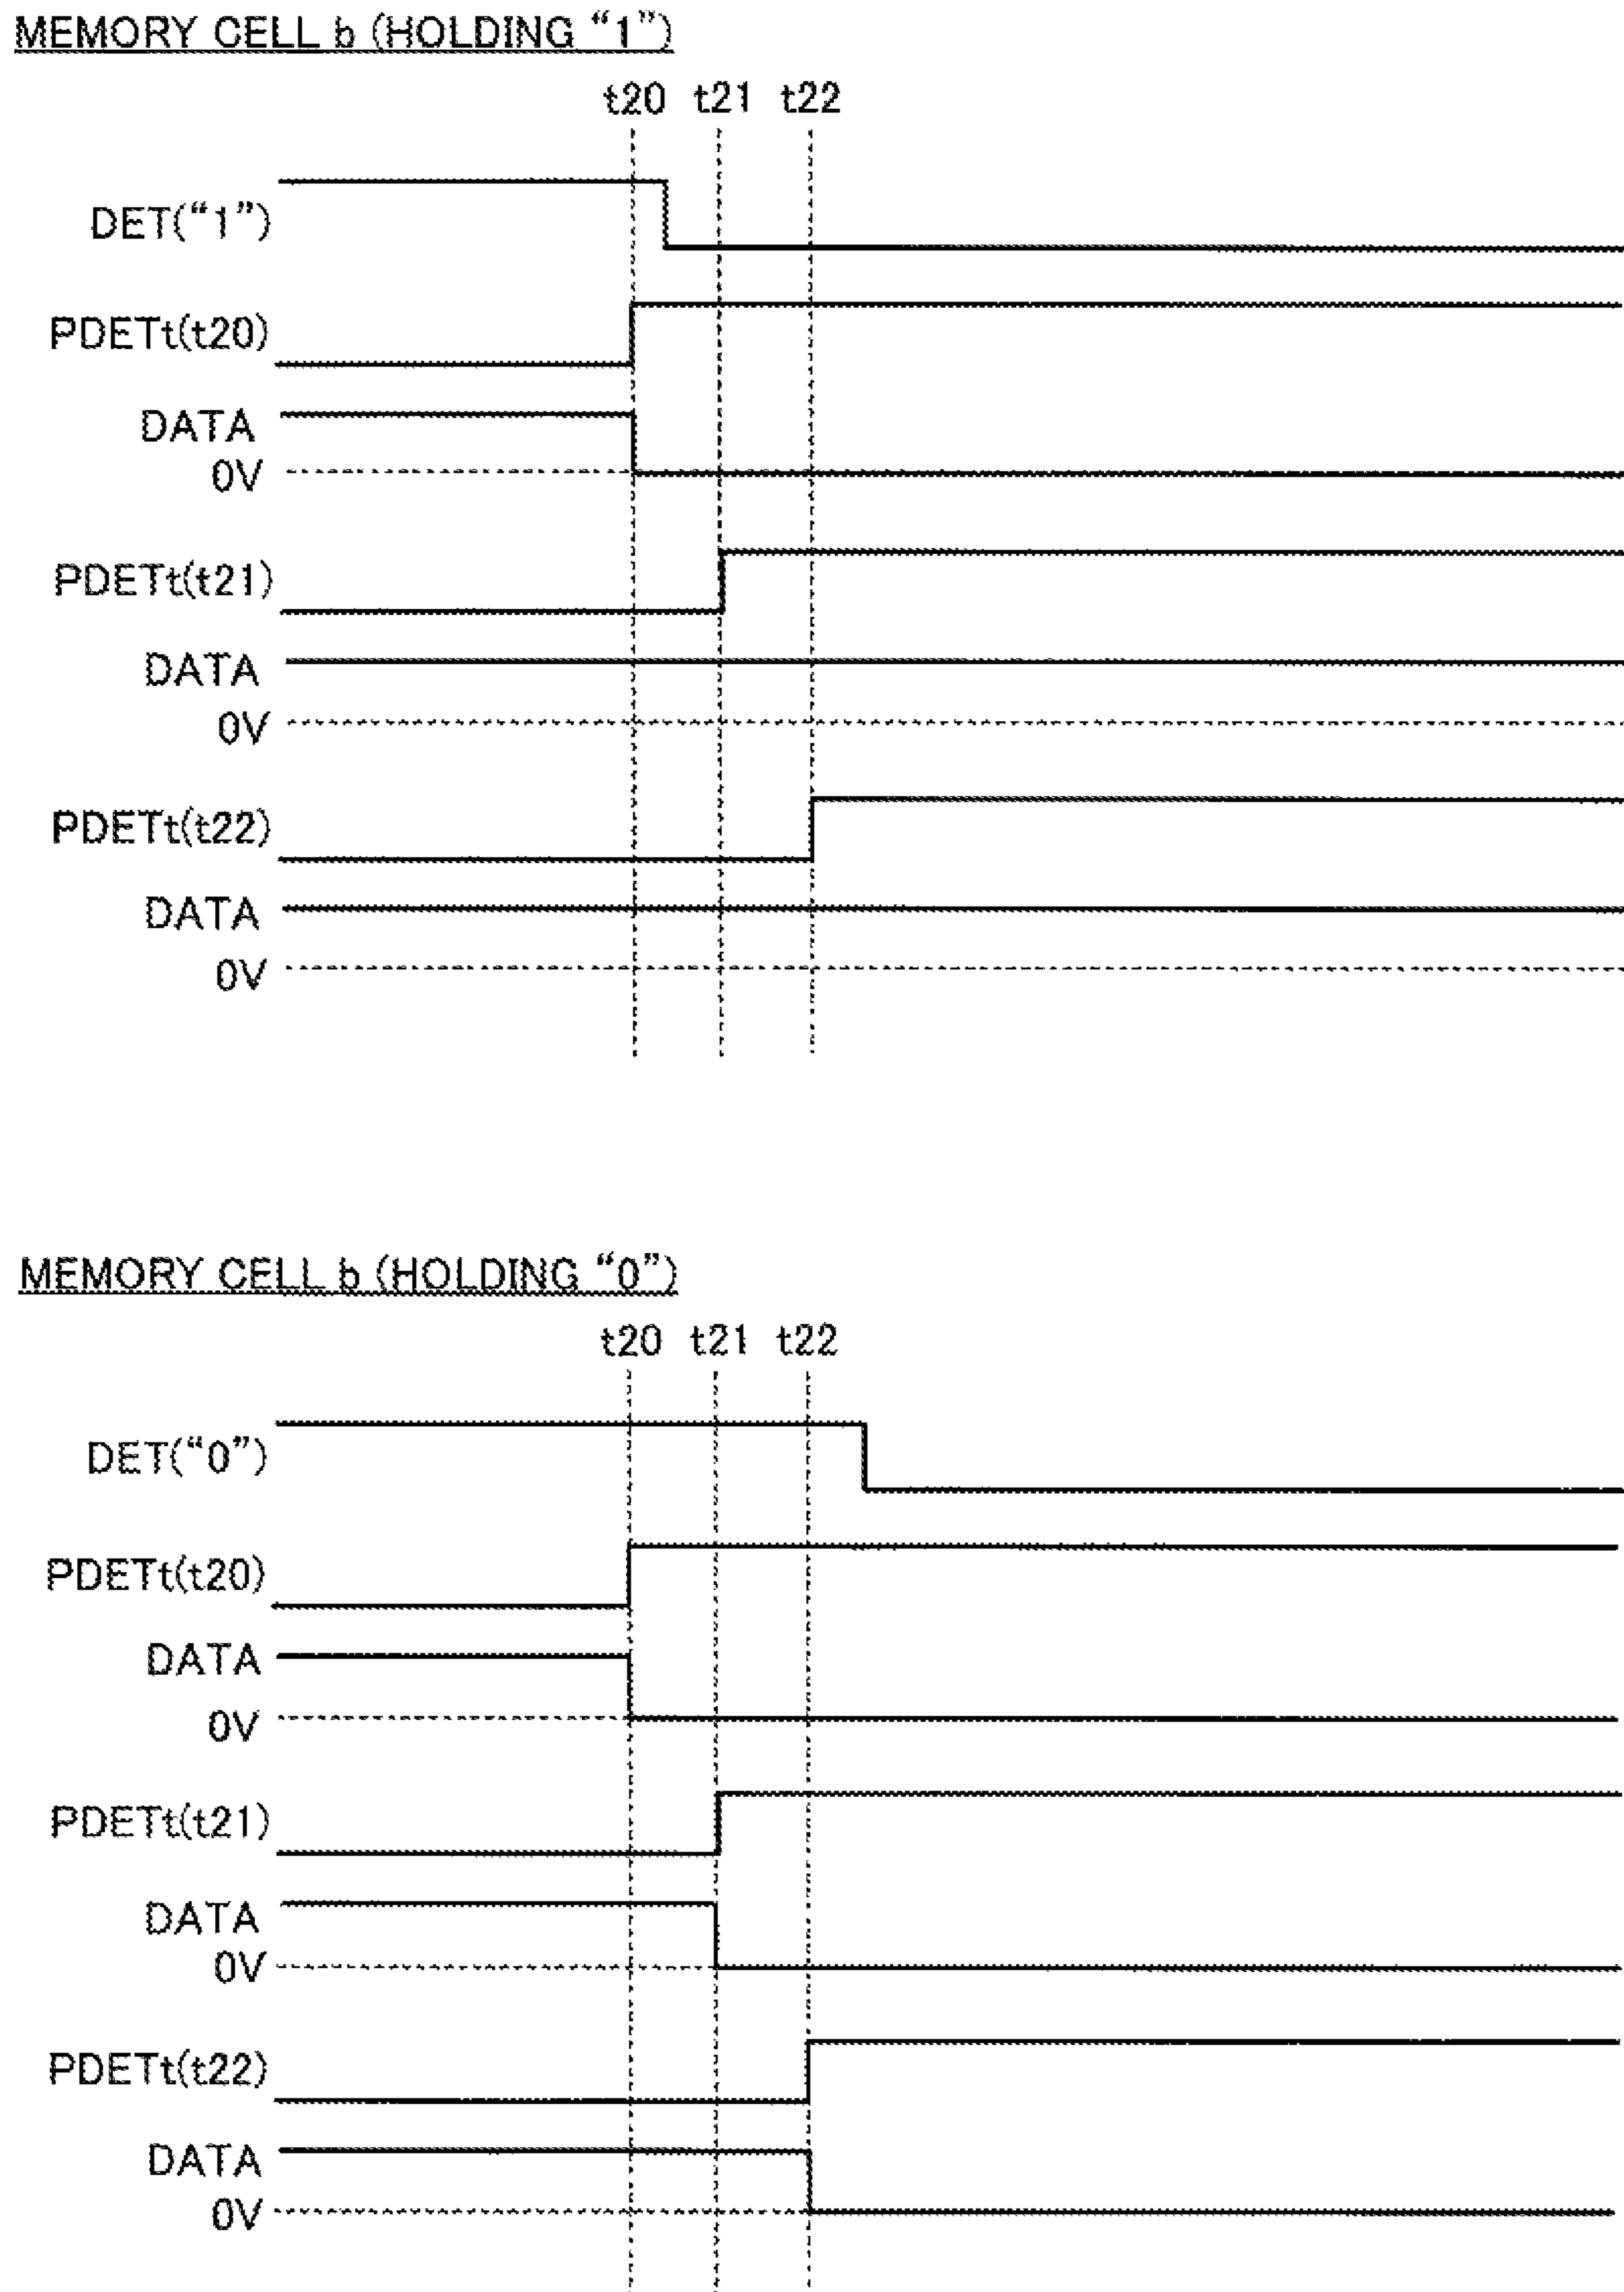 MEMORY CELL b (HOLDING “1”)
t20 t21 t22
DET(“1”)
PDETt(t20)
DATA
0V
PDETt(t21)
DATA
0V
PDETt(t22)
DATA
0V
MEMORY CELL b (HOLDING “0”)
t20 t21 t22
DET(“0”)
PDETt(t20)
DATA
0V
PDETt(t21)
DATA
0V
PDETt(t22)
DATA
0V